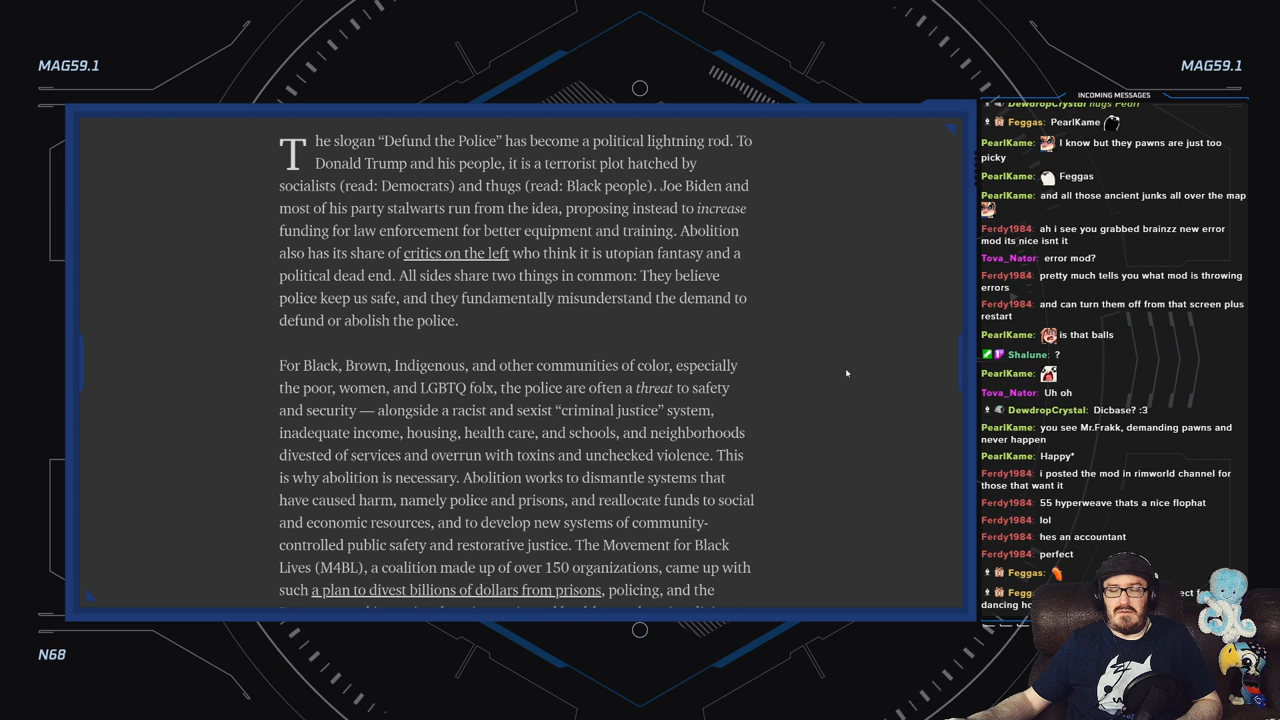 MAG59.1
MAG59.1
The slogan “Defund the Police” has become a political lightning rod. To
Donald Trump and his people, it is a terrorist plot hatched by
socialists (read: Democrats) and thugs (read: Black people). Joe Biden and
most of his party stalwarts run from the idea, proposing instead to increase
funding for law enforcement for better equipment and training. Abolition
also has its share of critics on the left who think it is utopian fantasy and a
political dead end. All sides share two things in common: They believe
police keep us safe, and they fundamentally misunderstand the demand to
defund or abolish the police.
For Black, Brown, Indigenous, and other communities of color, especially
the poor, women, and LGBTQ folx, the police are often a threat to safety
and security — alongside a racist and sexist “criminal justice” system,
inadequate income, housing, health care, and schools, and neighborhoods
divested of services and overrun with toxins and unchecked violence. This
is why abolition is necessary. Abolition works to dismantle systems that
have caused harm, namely police and prisons, and reallocate funds to social
and economic resources, and to develop new systems of community-
controlled public safety and restorative justice. The Movement for Black
Lives (M4BL), a coalition made up of over 150 organizations, came up with
such a plan to divest billions of dollars from prisons, policing, and the
INCOMING MESSAGES
DewdropCrystal hugs Pearl
Feggas: PearlKame
PearlKame: I know but they pawns are just too
picky
PearlKame: Feggas
PearlKame: and all those ancient junks all over the map
Ferdy1984: ah i see you grabbed brainzz new error
mod its nice isnt it
Tova_Nator: error mod?
Ferdy1984: pretty much tells you what mod is throwing
errors
Ferdy1984: and can turn them off from that screen plus
restart
PearlKame: is that balls
Shalune: ?
PearlKame:
Tova_Nator: Uh oh
DewdropCrystal: Dicbase? :3
PearlKame: you see Mr.Frakk, demanding pawns and
never happen
PearlKame: Happy*
Ferdy1984: i posted the mod in rimworld channel for
those that want it
Ferdy1984: 55 hyperweave thats a nice flophat
Ferdy1984: lol
Ferdy1984: hes an accountant
Ferdy1984: perfect
Feggas:
N68